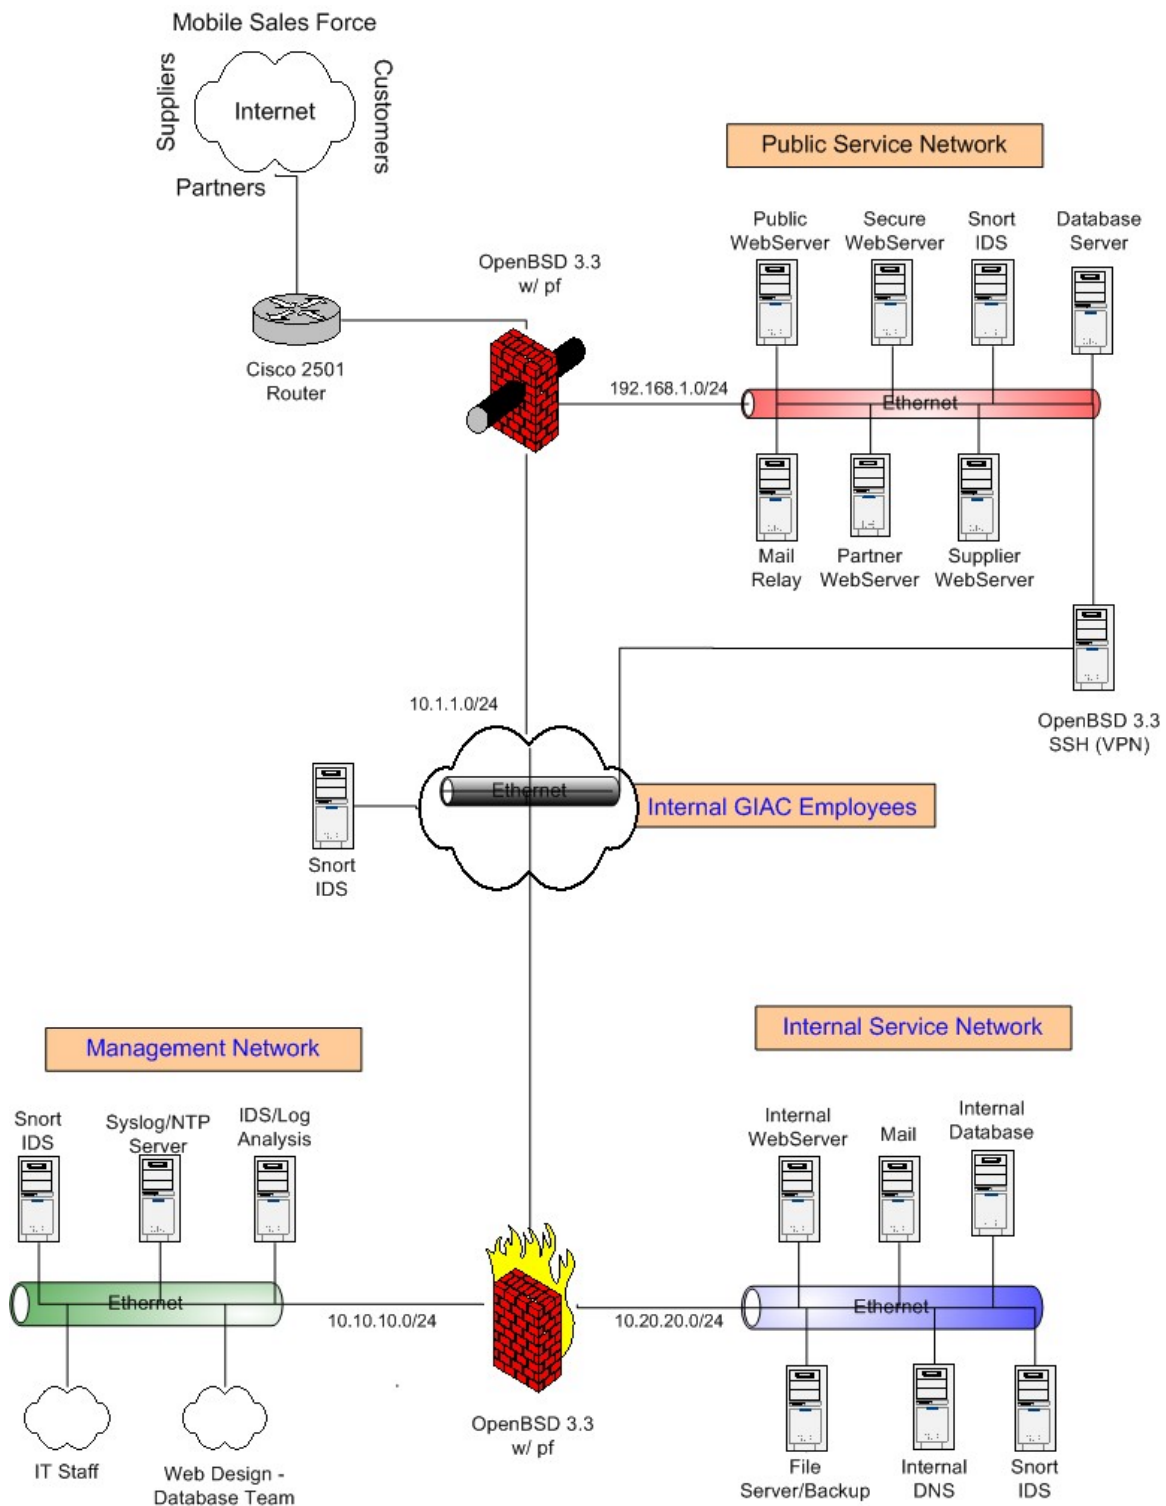 Mobile Sales Force
Suppliers
Internet
Customers
Partners
Public Service Network
Public
WebServer
Secure
WebServer
Snort
IDS
Database
Server
OpenBSD 3.3
w/ pf
Cisco 2501
Router
192.168.1.0/24
Ethernet
Mail
Relay
Partner
WebServer
Supplier
WebServer
10.1.1.0/24
OpenBSD 3.3
SSH (VPN)
Ethernet
Internal GIAC Employees
Snort
IDS
Management Network
Internal Service Network
Snort
IDS
Syslog/NTP
Server
IDS/Log
Analysis
Internal
WebServer
Mail
Internal
Database
Ethernet
10.10.10.0/24
10.20.20.0/24
Ethernet
OpenBSD 3.3
w/ pf
IT Staff
Web Design -
Database Team
File
Server/Backup
Internal
DNS
Snort
IDS